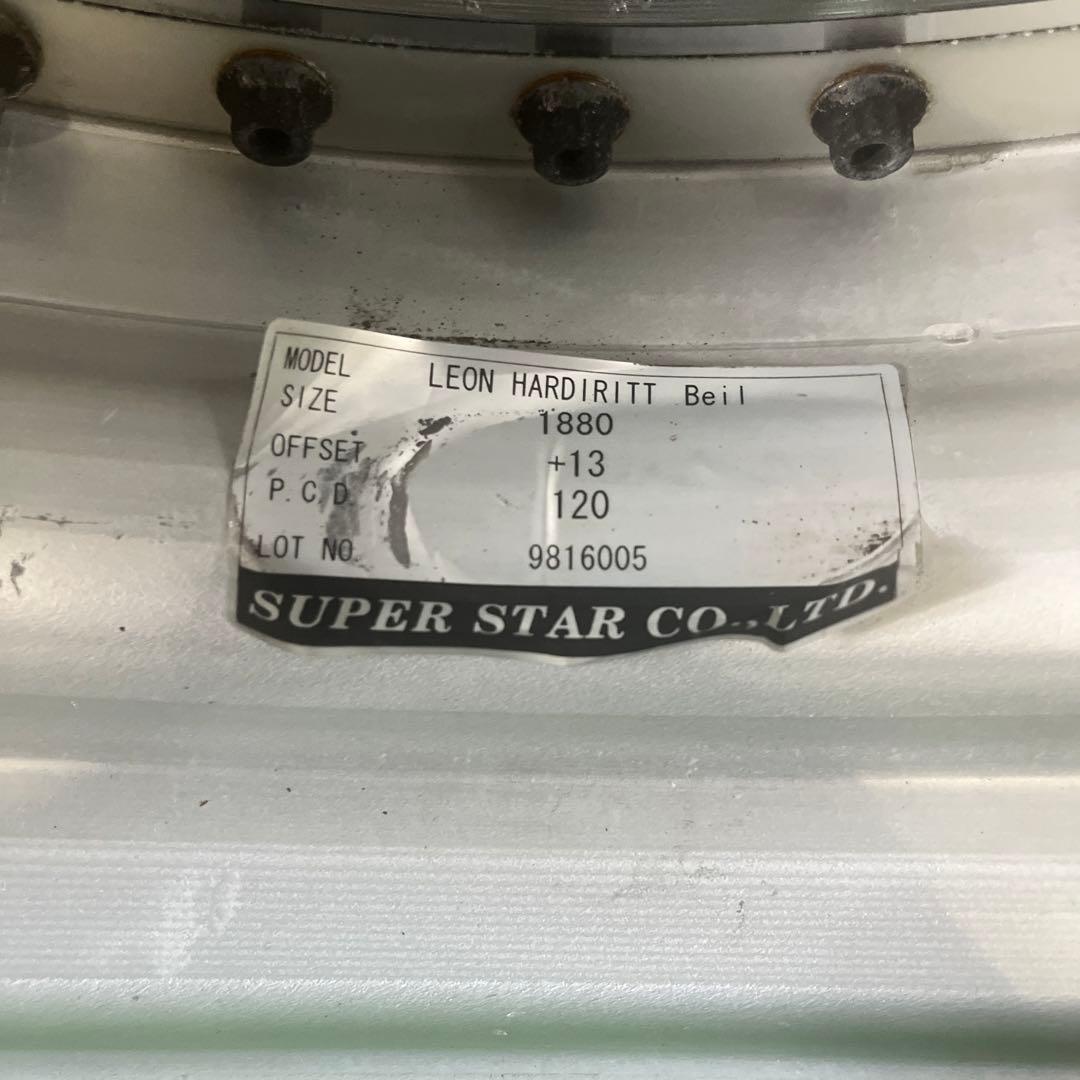 MODEL LEON HARDIRITT Beil
SIZE 1880
OFFSET +13
P.C.D. 120
LOT NO. 9816005
SUPER STAR CO.,LTD.